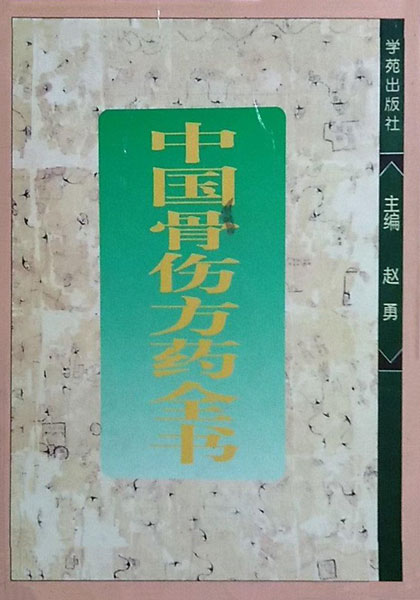 中国骨伤方药全书
学苑出版社
主编 赵勇